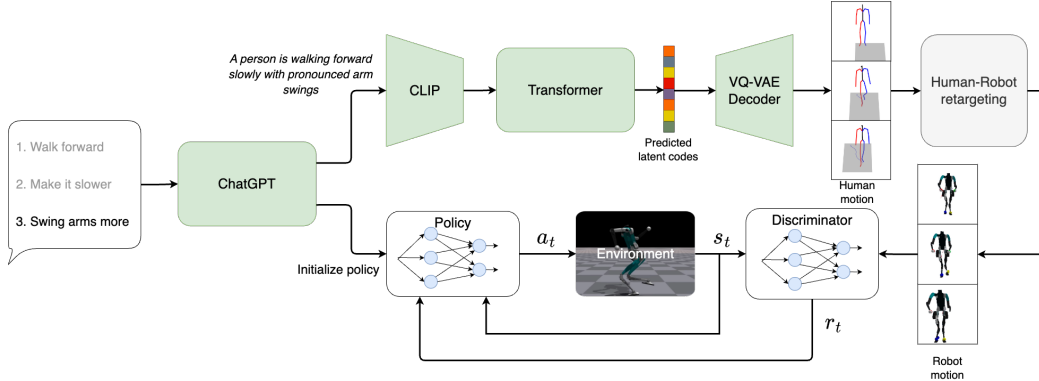 A person is walking forward
slowly with pronounced arm
swings
CLIP
Transformer
Predicted
latent codes
VQ-VAE
Decoder
Human
motion
Human-Robot
retargeting
1. Walk forward
2. Make it slower
3. Swing arms more
ChatGPT
Initialize policy
Policy
a_t
Environment
s_t
Discriminator
r_t
Robot
motion